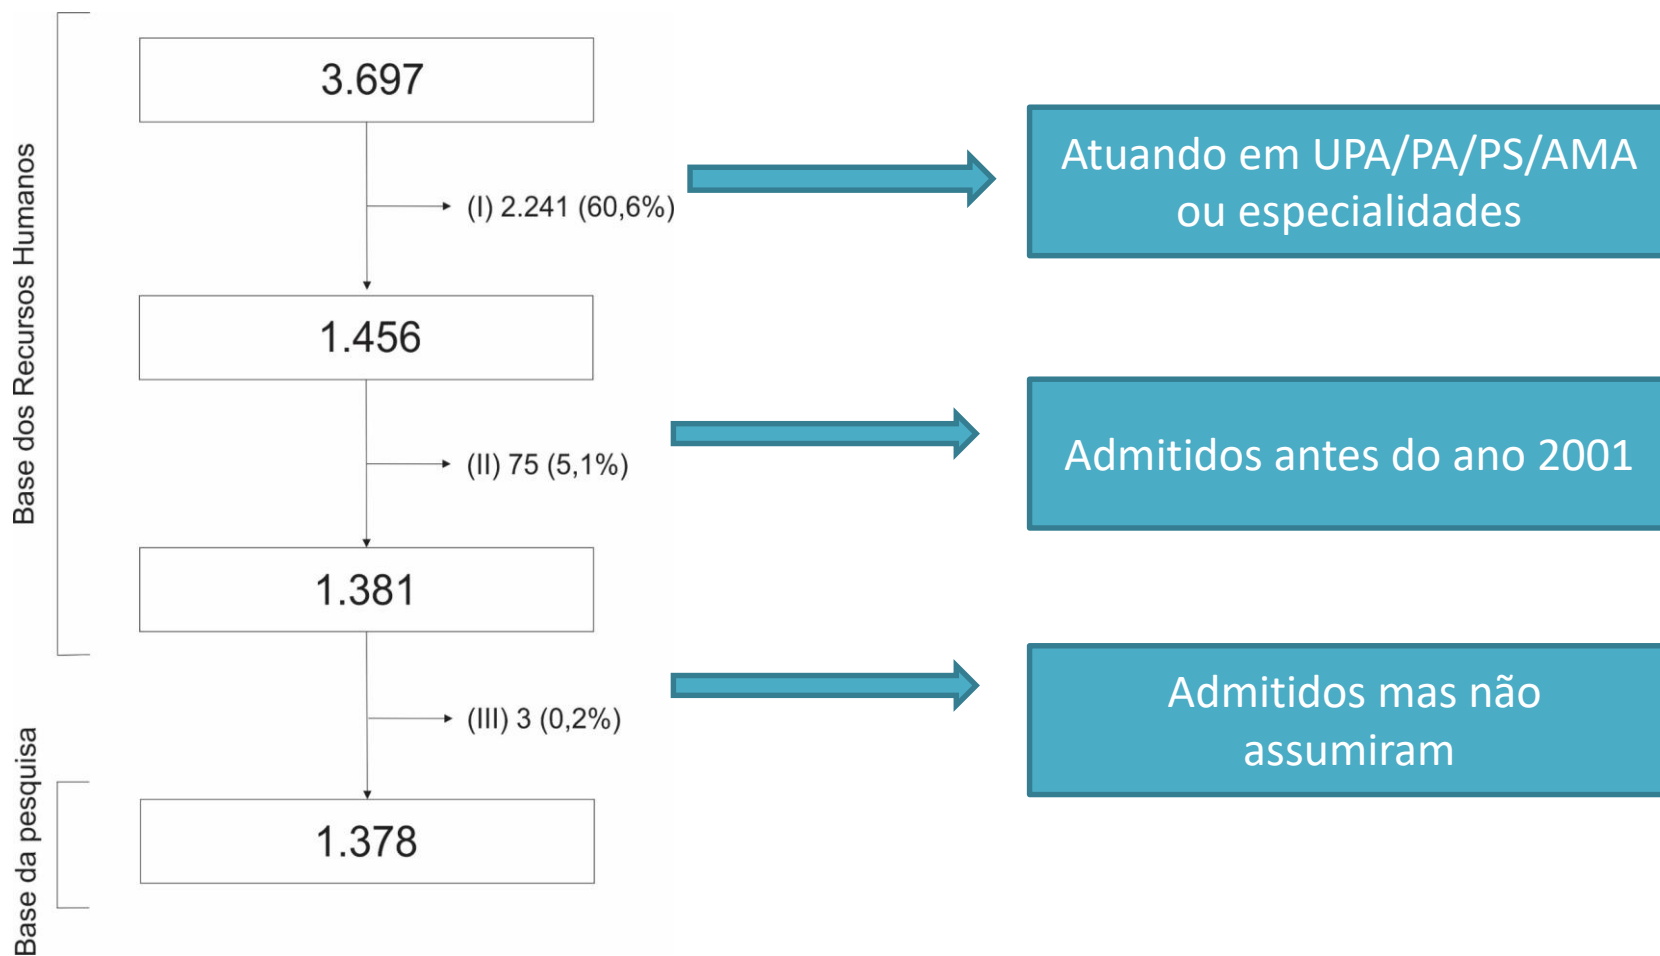 Base dos Recursos Humanos
3.697
(I) 2.241 (60,6%)
Atuando em UPA/PA/PS/AMA
ou especialidades
1.456
(II) 75 (5,1%)
Admitidos antes do ano 2001
1.381
(III) 3 (0,2%)
Admitidos mas não
assumiram
Base da pesquisa
1.378